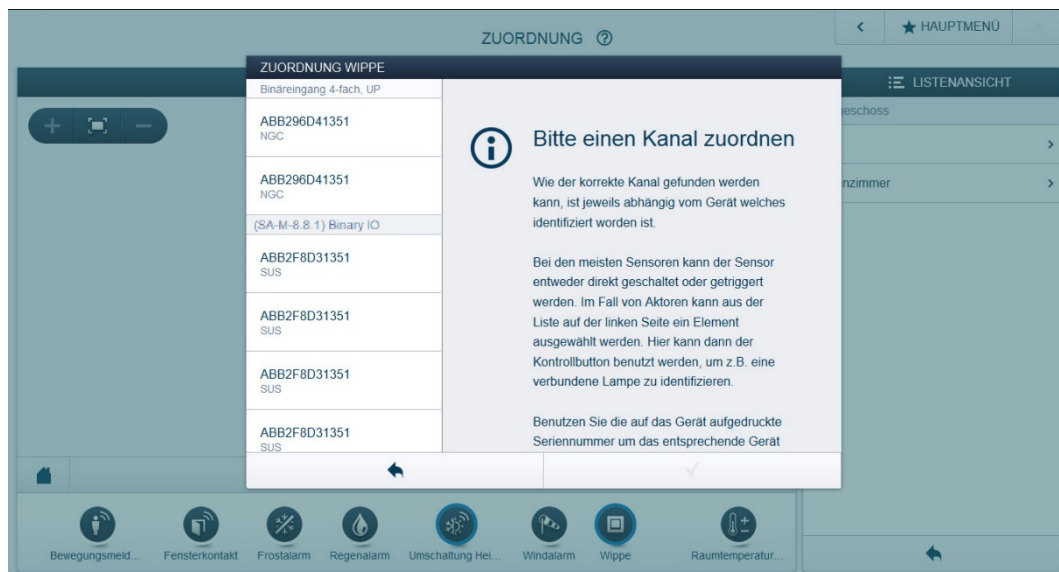 ZUORDNUNG ?
HAUPTMENÜ
ZUORDNUNG WIPPE
Binäreingang 4-fach, UP
ABB296D41351
NGC
ABB296D41351
NGC
(SA-M-8.8.1) Binary IO
ABB2F8D31351
SUS
ABB2F8D31351
SUS
ABB2F8D31351
SUS
ABB2F8D31351
SUS
Bitte einen Kanal zuordnen
Wie der korrekte Kanal gefunden werden
kann, ist jeweils abhängig vom Gerät welches
identifiziert worden ist.
Bei den meisten Sensoren kann der Sensor
entweder direkt geschaltet oder getriggert
werden. Im Fall von Aktoren kann aus der
Liste auf der linken Seite ein Element
ausgewählt werden. Hier kann dann der
Kontrollbutton benutzt werden, um z.B. eine
verbundene Lampe zu identifizieren.
Benutzen Sie die auf das Gerät aufgedruckte
Seriennummer um das entsprechende Gerät
LISTENANSICHT
geschoss
nzimmer
Bewegungsmeld...
Fensterkontakt
Frostalarm
Regenalarm
Umschaltung Hei...
Windalarm
Wippe
Raumtemperatur...